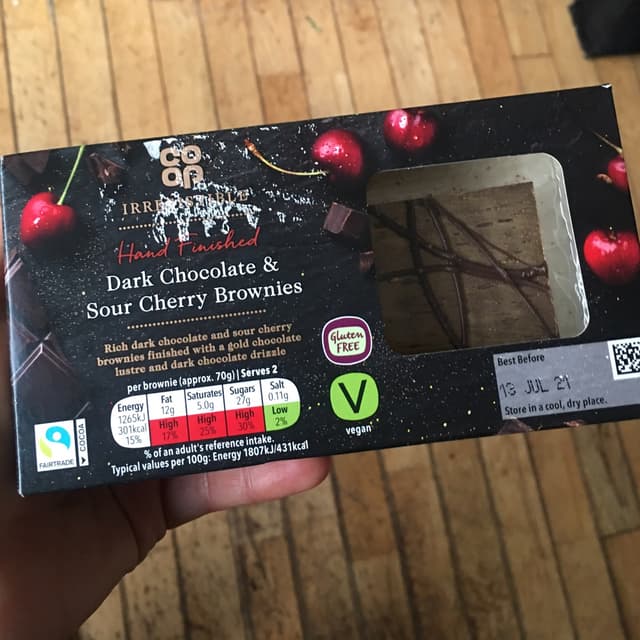 CO
OP
IRRESISTIBLE
Hand Finished
Dark Chocolate &
Sour Cherry Brownies
Rich dark chocolate and sour cherry
brownies finished with a gold chocolate
lustre and dark chocolate drizzle
per brownie (approx. 70g) | Serves 2
Energy Fat Saturates Sugars Salt
1265kJ 12g 5.0g 27g 0.11g
301kcal High High High Low
15% 17% 25% 30% 2%
% of an adult's reference intake.
Typical values per 100g: Energy 1807kJ/431kcal
FAIRTRADE
COCOA
Gluten
FREE
V
vegan
Best Before
JUL 21
Store in a cool, dry place.